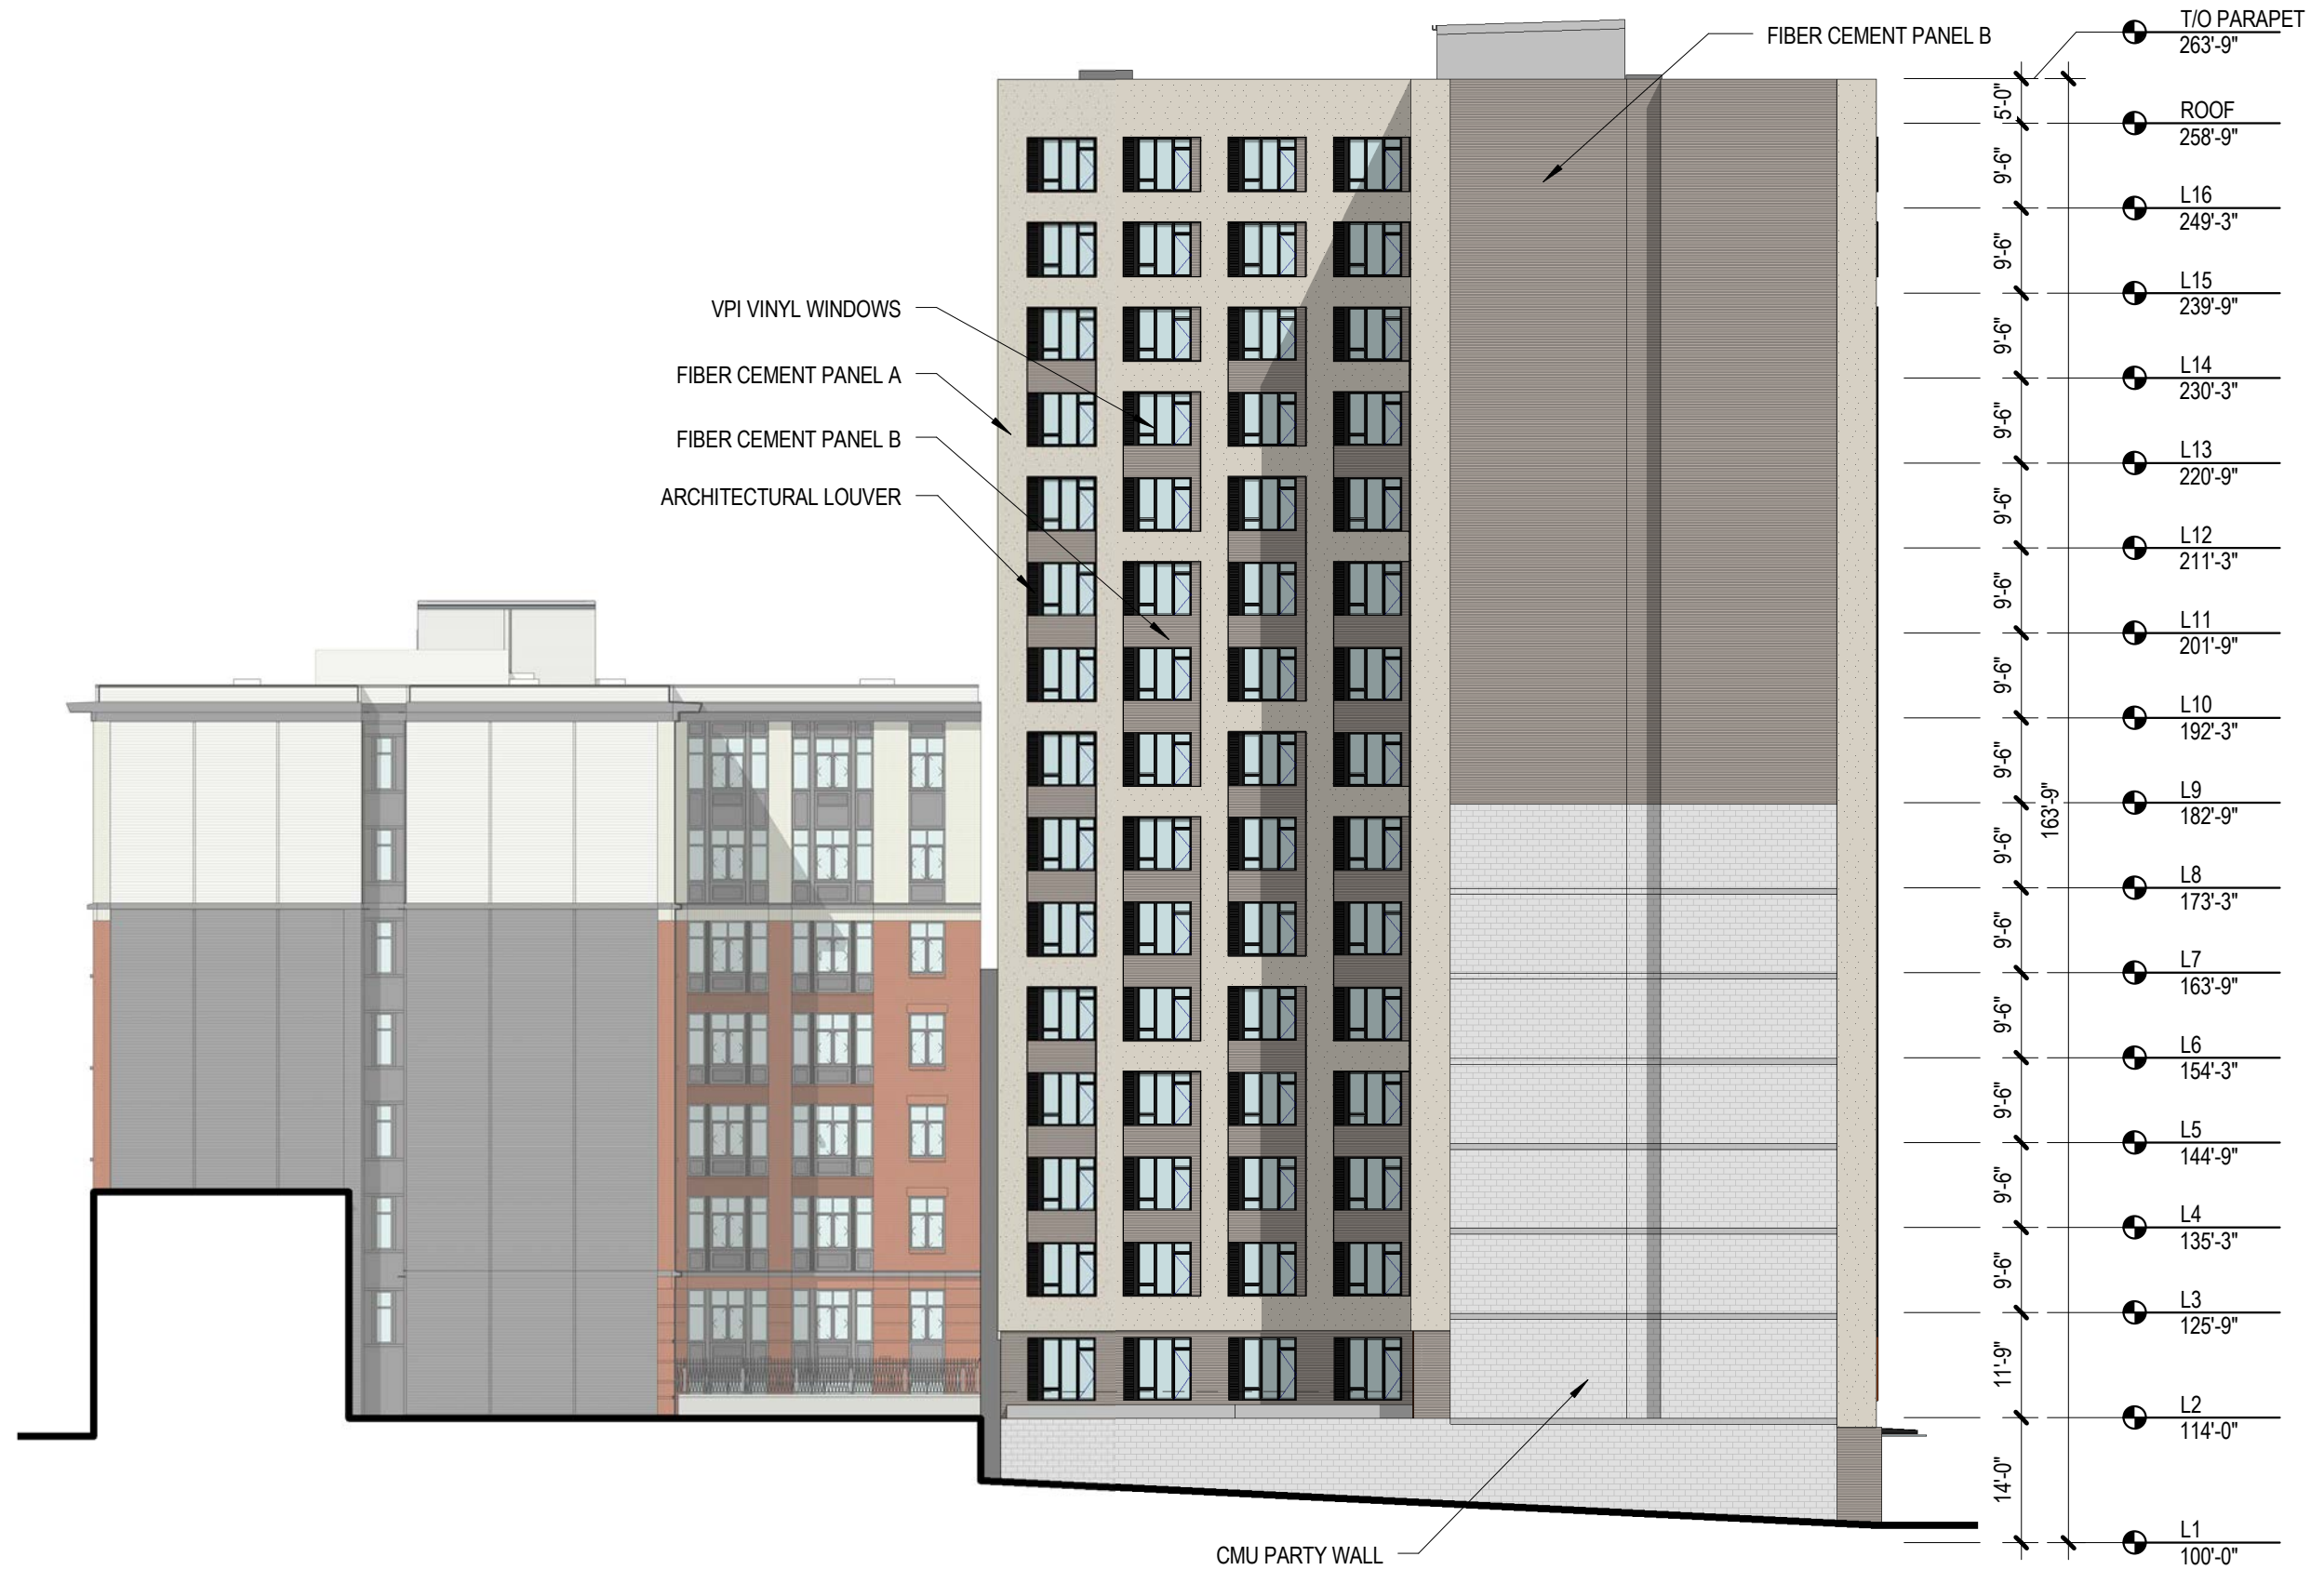 FIBER CEMENT PANEL B
VPI VINYL WINDOWS
FIBER CEMENT PANEL A
FIBER CEMENT PANEL B
ARCHITECTURAL LOUVER
CMU PARTY WALL
5'-0"
9'-6"
9'-6"
9'-6"
9'-6"
9'-6"
9'-6"
9'-6"
9'-6"
9'-6"
9'-6"
9'-6"
9'-6"
9'-6"
9'-6"
11'-9"
14'-0"
163'-9"
T/O PARAPET
263'-9"
ROOF
258'-9"
L16
249'-3"
L15
239'-9"
L14
230'-3"
L13
220'-9"
L12
211'-3"
L11
201'-9"
L10
192'-3"
L9
182'-9"
L8
173'-3"
L7
163'-9"
L6
154'-3"
L5
144'-9"
L4
135'-3"
L3
125'-9"
L2
114'-0"
L1
100'-0"